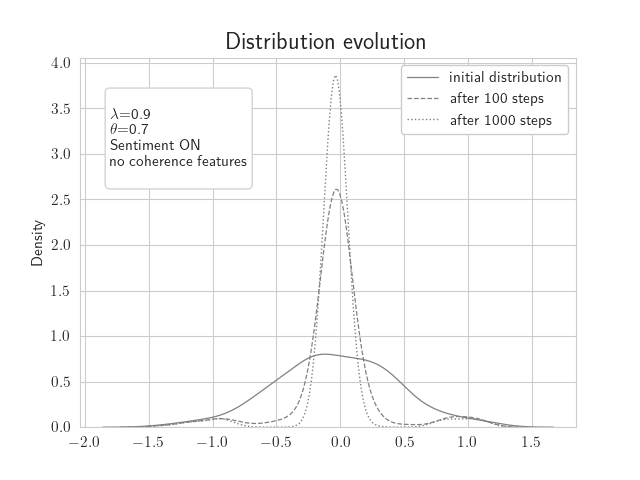 Distribution evolution
4.0
3.5
3.0
2.5
2.0
1.5
1.0
0.5
0.0
Density
λ=0.9
θ=0.7
Sentiment ON
no coherence features
initial distribution
after 100 steps
after 1000 steps
−2.0 −1.5 −1.0 −0.5 0.0 0.5 1.0 1.5